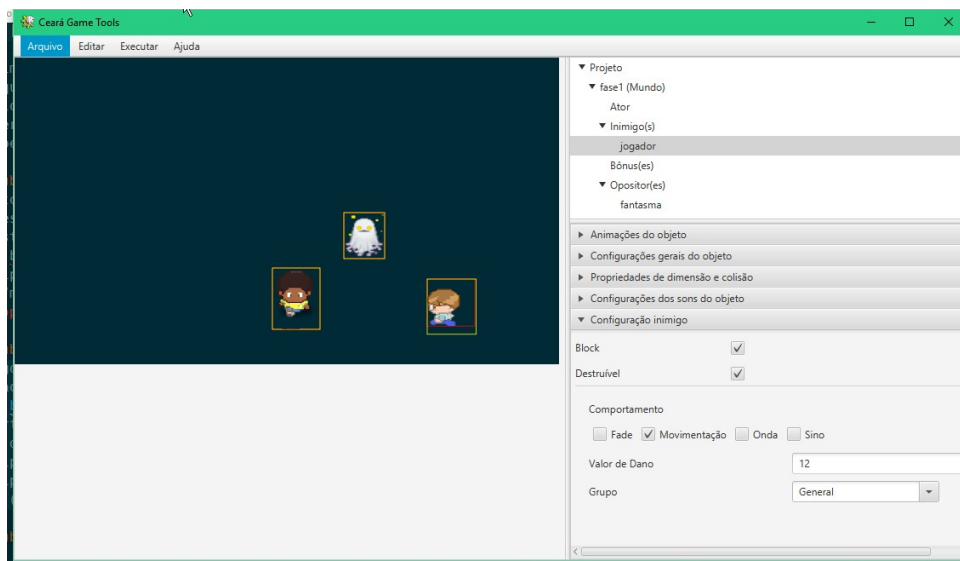 Ceará Game Tools
Arquivo Editar Executar Ajuda
Projeto
fase1 (Mundo)
Ator
Inimigo(s)
jogador
Bônus(es)
Opositor(es)
fantasma
Animações do objeto
Configurações gerais do objeto
Propriedades de dimensão e colisão
Configurações dos sons do objeto
Configuração inimigo
Block
Destruível
Comportamento
Fade Movimentação Onda Sino
Valor de Dano 12
Grupo General